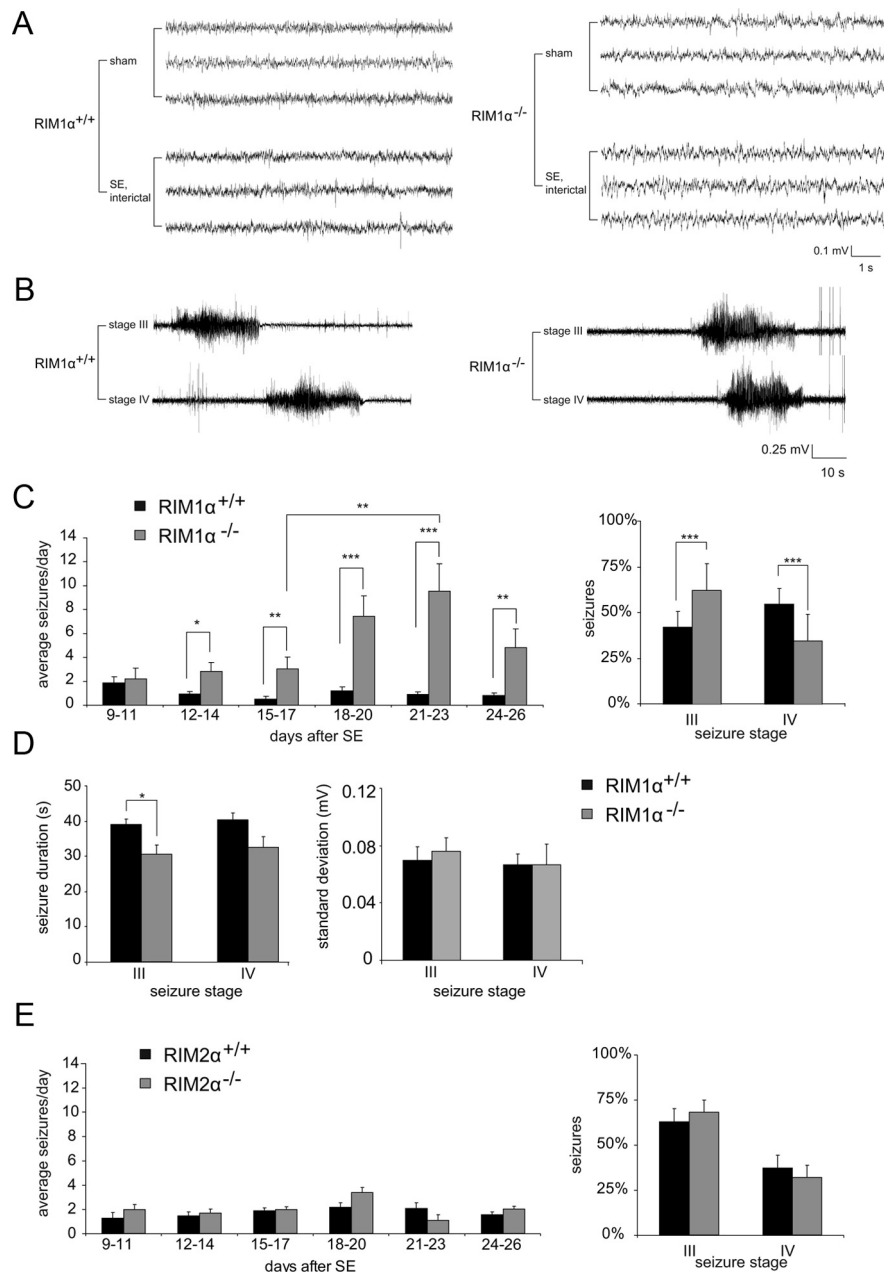 A
sham
RIM1α+/+
SE, interictal
sham
RIM1α-/-
SE, interictal
0.1 mV
1 s
B
stage III
RIM1α+/+
stage IV
stage III
RIM1α-/-
stage IV
0.25 mV
10 s
C
RIM1α+/+
RIM1α-/-
average seizures/day
14
12
10
8
6
4
2
0
*
**
**
***
***
**
9-11 12-14 15-17 18-20 21-23 24-26
days after SE
seizures
100%
75%
50%
25%
0%
***
***
III IV
seizure stage
D
seizure duration (s)
50
40
30
20
10
0
*
III IV
seizure stage
standard deviation (mV)
0.12
0.08
0.04
0
III IV
seizure stage
RIM1α+/+
RIM1α-/-
E
RIM2α+/+
RIM2α-/-
average seizures/day
14
12
10
8
6
4
2
0
9-11 12-14 15-17 18-20 21-23 24-26
days after SE
seizures
100%
75%
50%
25%
0%
III IV
seizure stage